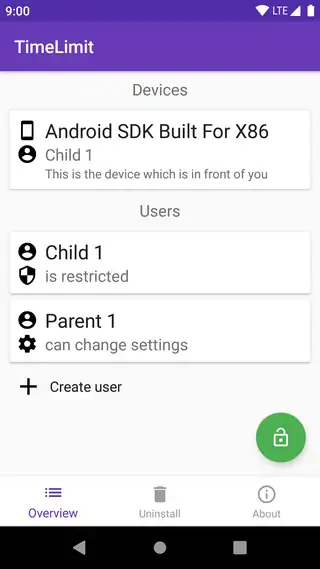 9:00
LTE
TimeLimit
Devices
Android SDK Built For X86
Child 1
This is the device which is in front of you
Users
Child 1
is restricted
Parent 1
can change settings
Create user
Overview
Uninstall
About